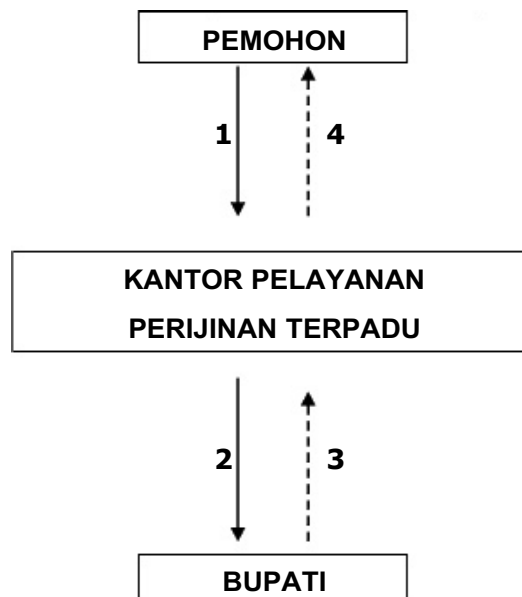 PEMOHON
1 4
KANTOR PELAYANAN
PERIJINAN TERPADU
2 3
BUPATI